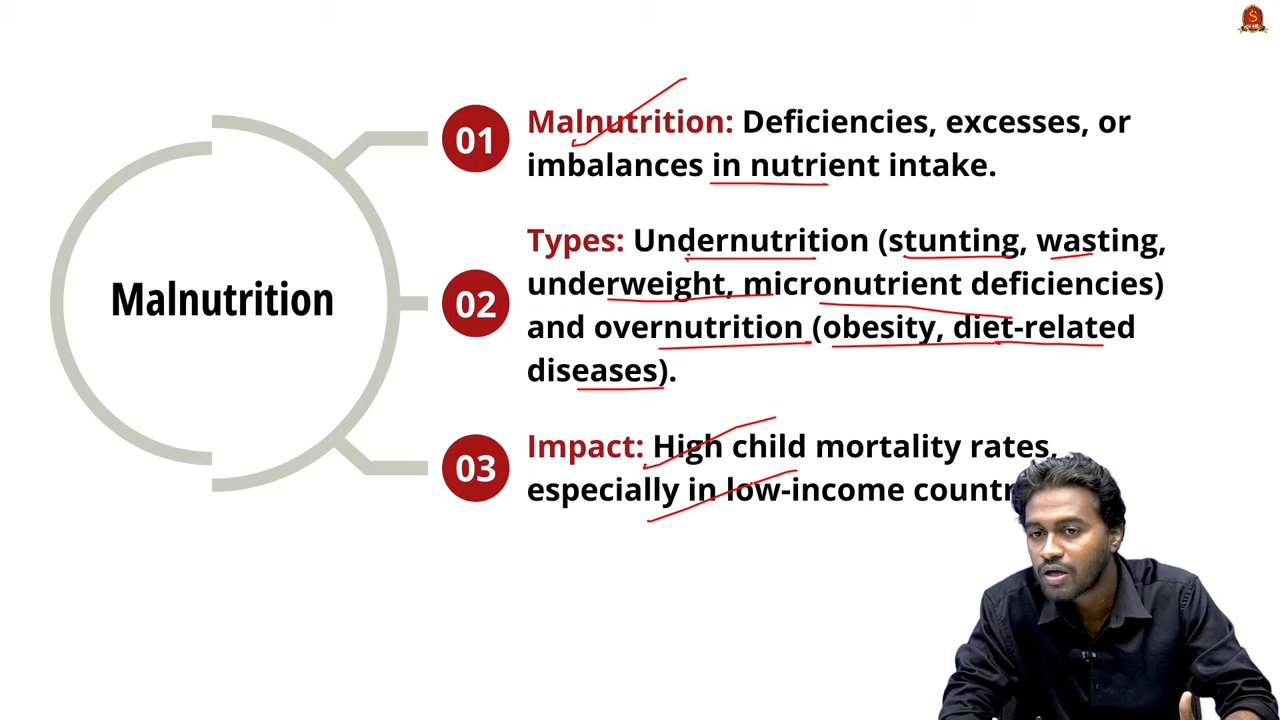 Malnutrition
01
Malnutrition: Deficiencies, excesses, or
imbalances in nutrient intake.
02
Types: Undernutrition (stunting, wasting,
underweight, micronutrient deficiencies)
and overnutrition (obesity, diet-related
diseases).
03
Impact: High child mortality rates,
especially in low-income